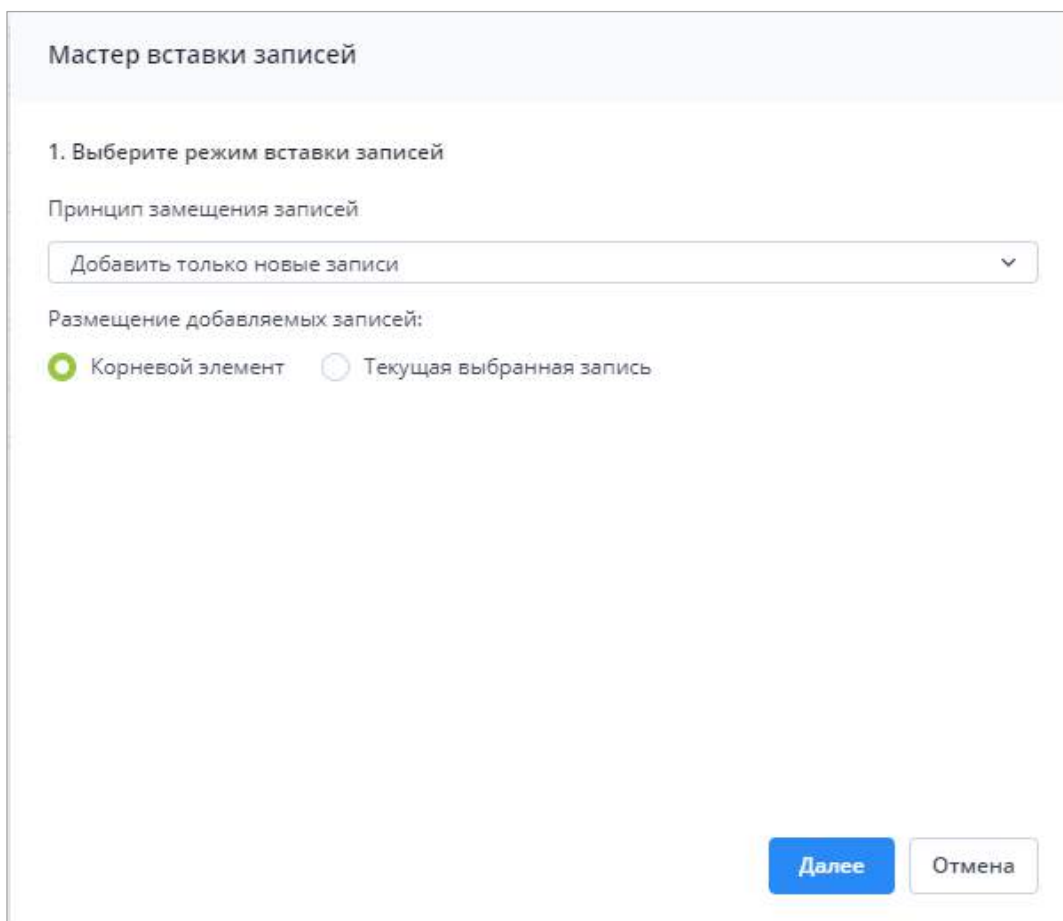 Мастер вставки записей
1. Выберите режим вставки записей
Принцип замещения записей
Добавить только новые записи
Размещение добавляемых записей:
Корневой элемент Текущая выбранная запись
Далее Отмена